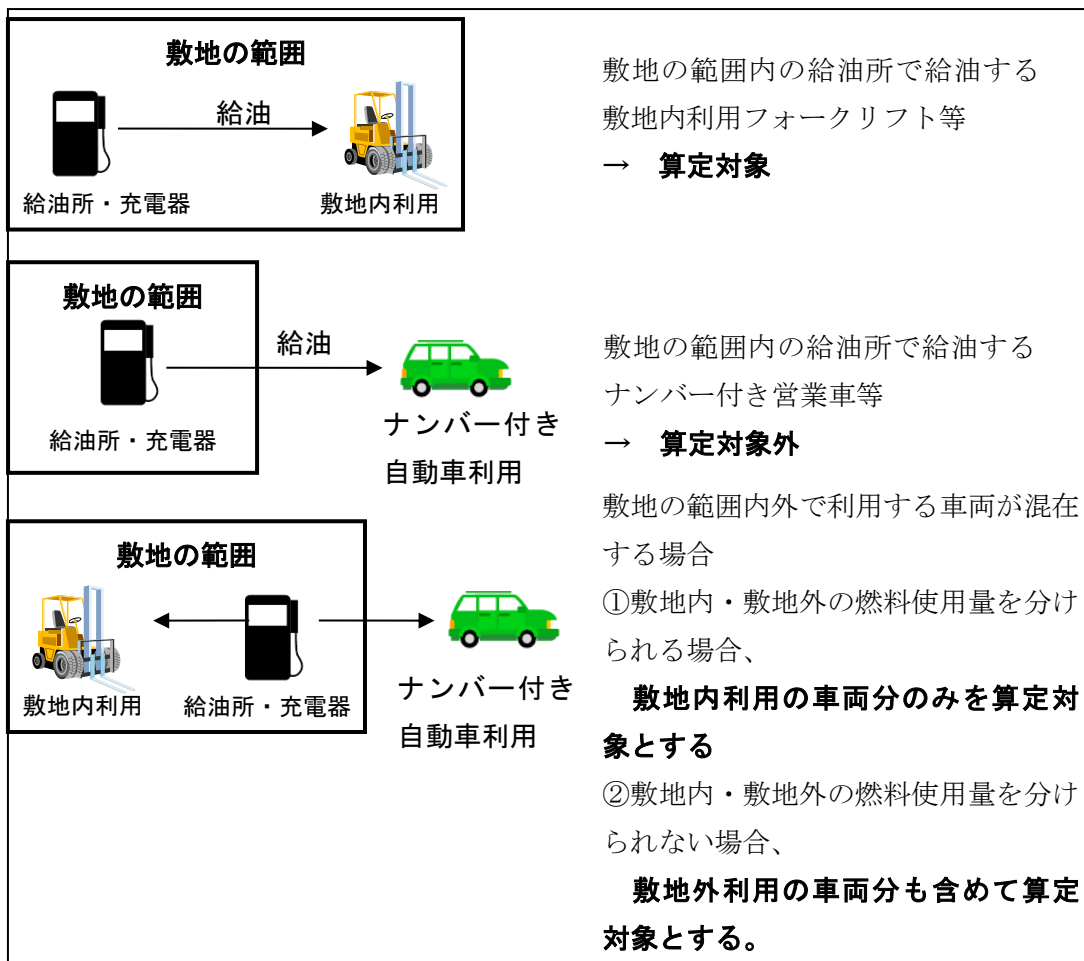 敷地の範囲
給油
給油所・充電器
敷地内利用
敷地の範囲内の給油所で給油する
敷地内利用フォークリフト等
→　算定対象
敷地の範囲
給油
給油所・充電器
ナンバー付き
自動車利用
敷地の範囲内の給油所で給油する
ナンバー付き営業車等
→　算定対象外
敷地の範囲
敷地内利用
給油所・充電器
ナンバー付き
自動車利用
敷地の範囲内外で利用する車両が混在
する場合
①敷地内・敷地外の燃料使用量を分け
られる場合、
敷地内利用の車両分のみを算定対
象とする
②敷地内・敷地外の燃料使用量を分け
られない場合、
敷地外利用の車両分も含めて算定
対象とする。